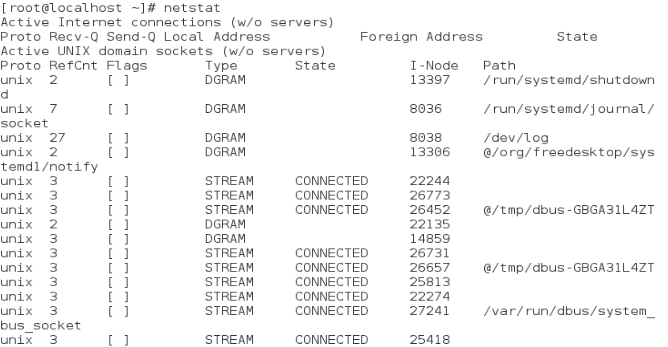 [root@localhost ~]# netstat
Active Internet connections (w/o servers)
Proto Recv-Q Send-Q Local Address           Foreign Address         State
Active UNIX domain sockets (w/o servers)
Proto RefCnt Flags       Type       State         I-Node   Path
unix  2      [ ]         DGRAM                    13397    /run/systemd/shutdown
d
unix  7      [ ]         DGRAM                    8036     /run/systemd/journal/
socket
unix  27     [ ]         DGRAM                    8038     /dev/log
unix  2      [ ]         DGRAM                    13306    @/org/freedesktop/sys
temd1/notify
unix  3      [ ]         STREAM     CONNECTED     22244
unix  3      [ ]         STREAM     CONNECTED     26773
unix  3      [ ]         STREAM     CONNECTED     26452    @/tmp/dbus-GBGA31L4ZT
unix  2      [ ]         DGRAM                    22135
unix  3      [ ]         DGRAM                    14859
unix  3      [ ]         STREAM     CONNECTED     26731
unix  3      [ ]         STREAM     CONNECTED     26657    @/tmp/dbus-GBGA31L4ZT
unix  3      [ ]         STREAM     CONNECTED     25813
unix  3      [ ]         STREAM     CONNECTED     22274
unix  3      [ ]         STREAM     CONNECTED     27241    /var/run/dbus/system_
bus_socket
unix  3      [ ]         STREAM     CONNECTED     25418